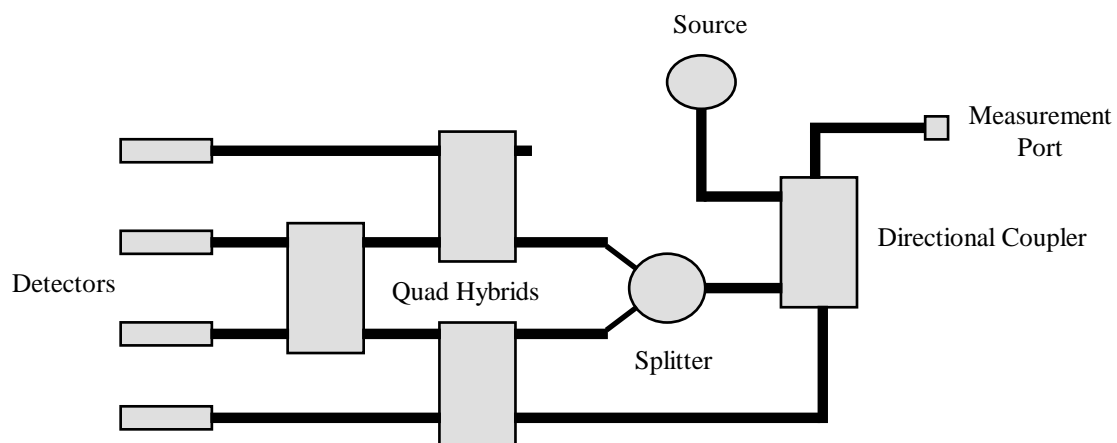 Source
Measurement
Port
Directional Coupler
Detectors
Quad Hybrids
Splitter